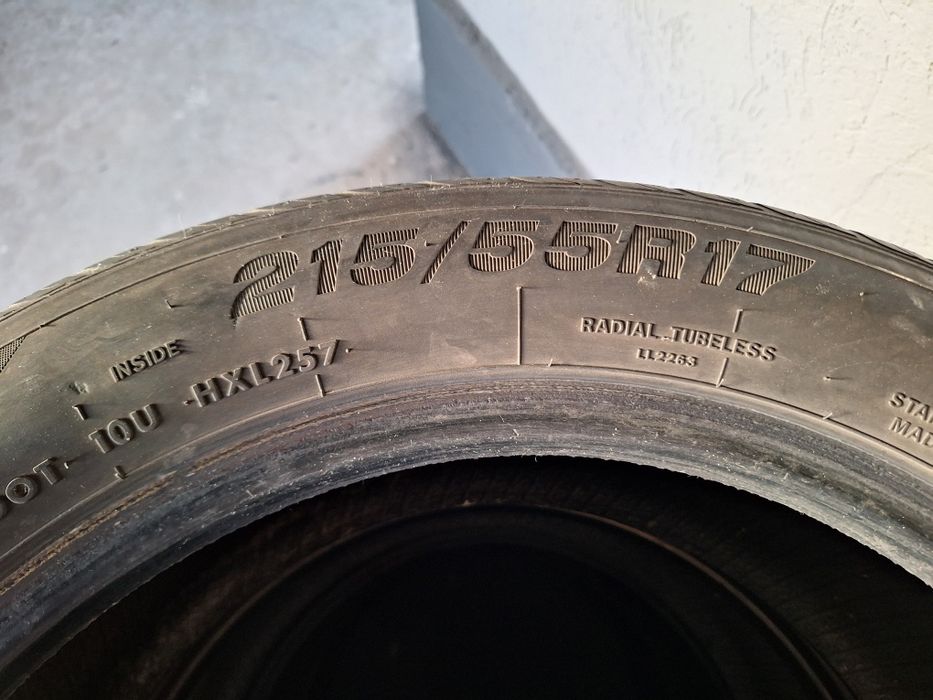 215/55R17
INSIDE
RADIAL TUBELESS
LL2263
DOT 10U HXL257